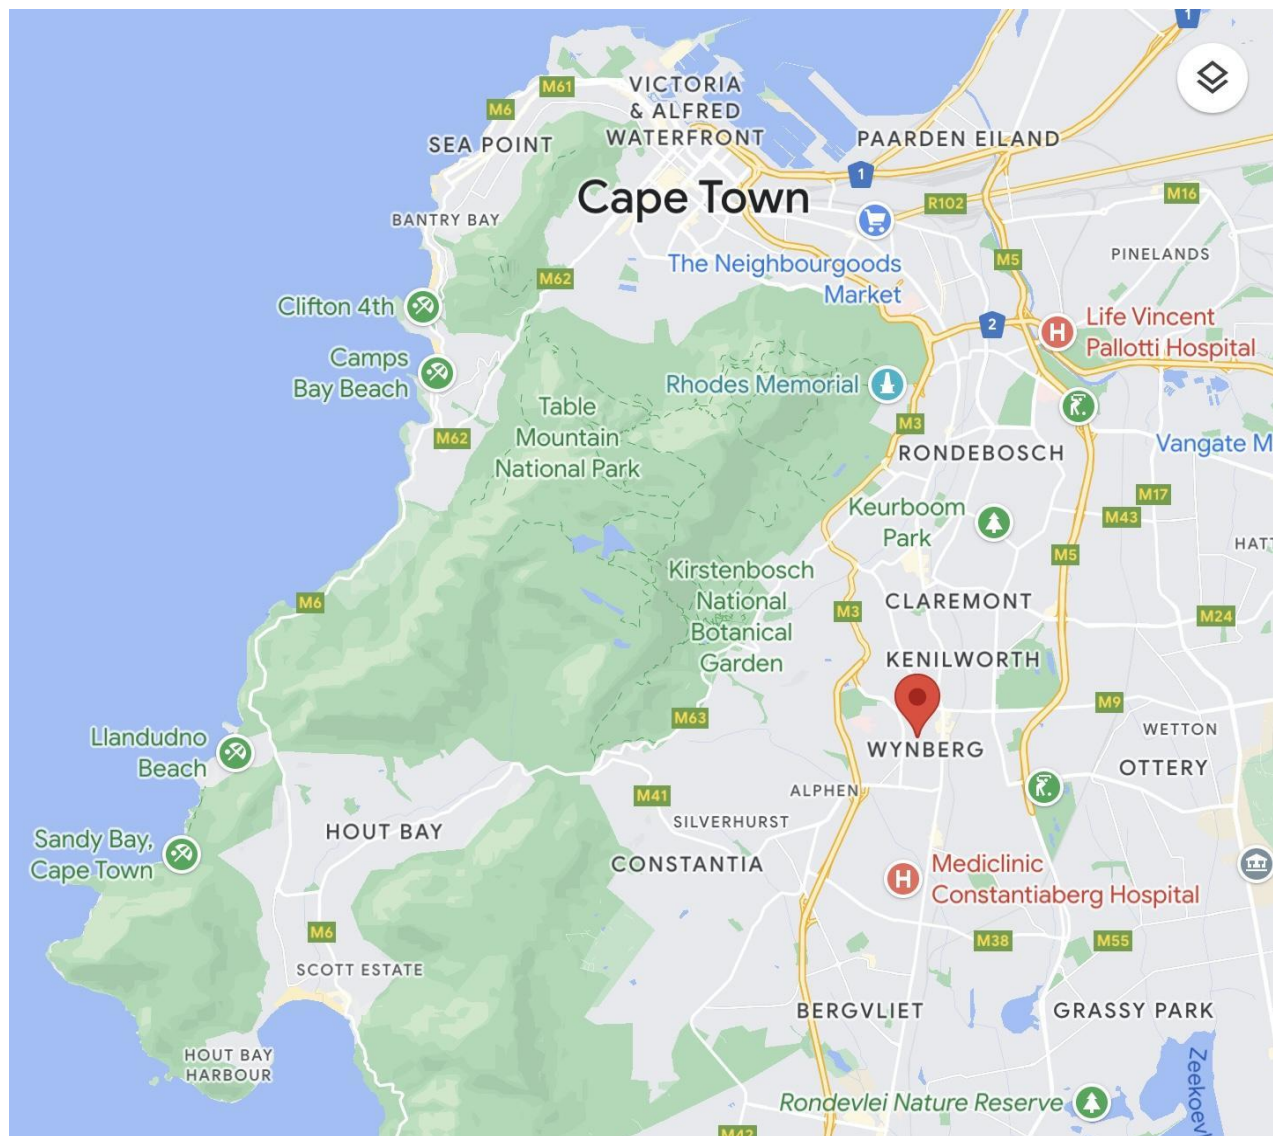 1
M61
VICTORIA
& ALFRED
WATERFRONT
M6
SEA POINT
PAARDEN EILAND
1
Cape Town
M16
R102
BANTRY BAY
M5
PINELANDS
The Neighbourgoods
Market
M62
Clifton 4th
2
Life Vincent
Pallotti Hospital
Camps
Bay Beach
Rhodes Memorial
Table
Mountain
National Park
M3
M62
RONDEBOSCH
Vangate M
M17
M43
Keurboom
Park
HATT
M5
Kirstenbosch
National
Botanical
Garden
M6
M3
CLAREMONT
M24
KENILWORTH
M63
M9
Llandudno
Beach
WYNBERG
WETTON
OTTERY
ALPHEN
M41
SILVERHURST
HOUT BAY
Sandy Bay,
Cape Town
CONSTANTIA
Mediclinic
Constantiaberg Hospital
M6
M38
M55
SCOTT ESTATE
BERGVLIET
GRASSY PARK
HOUT BAY
HARBOUR
Zeekoevl
Rondevlei Nature Reserve
M42